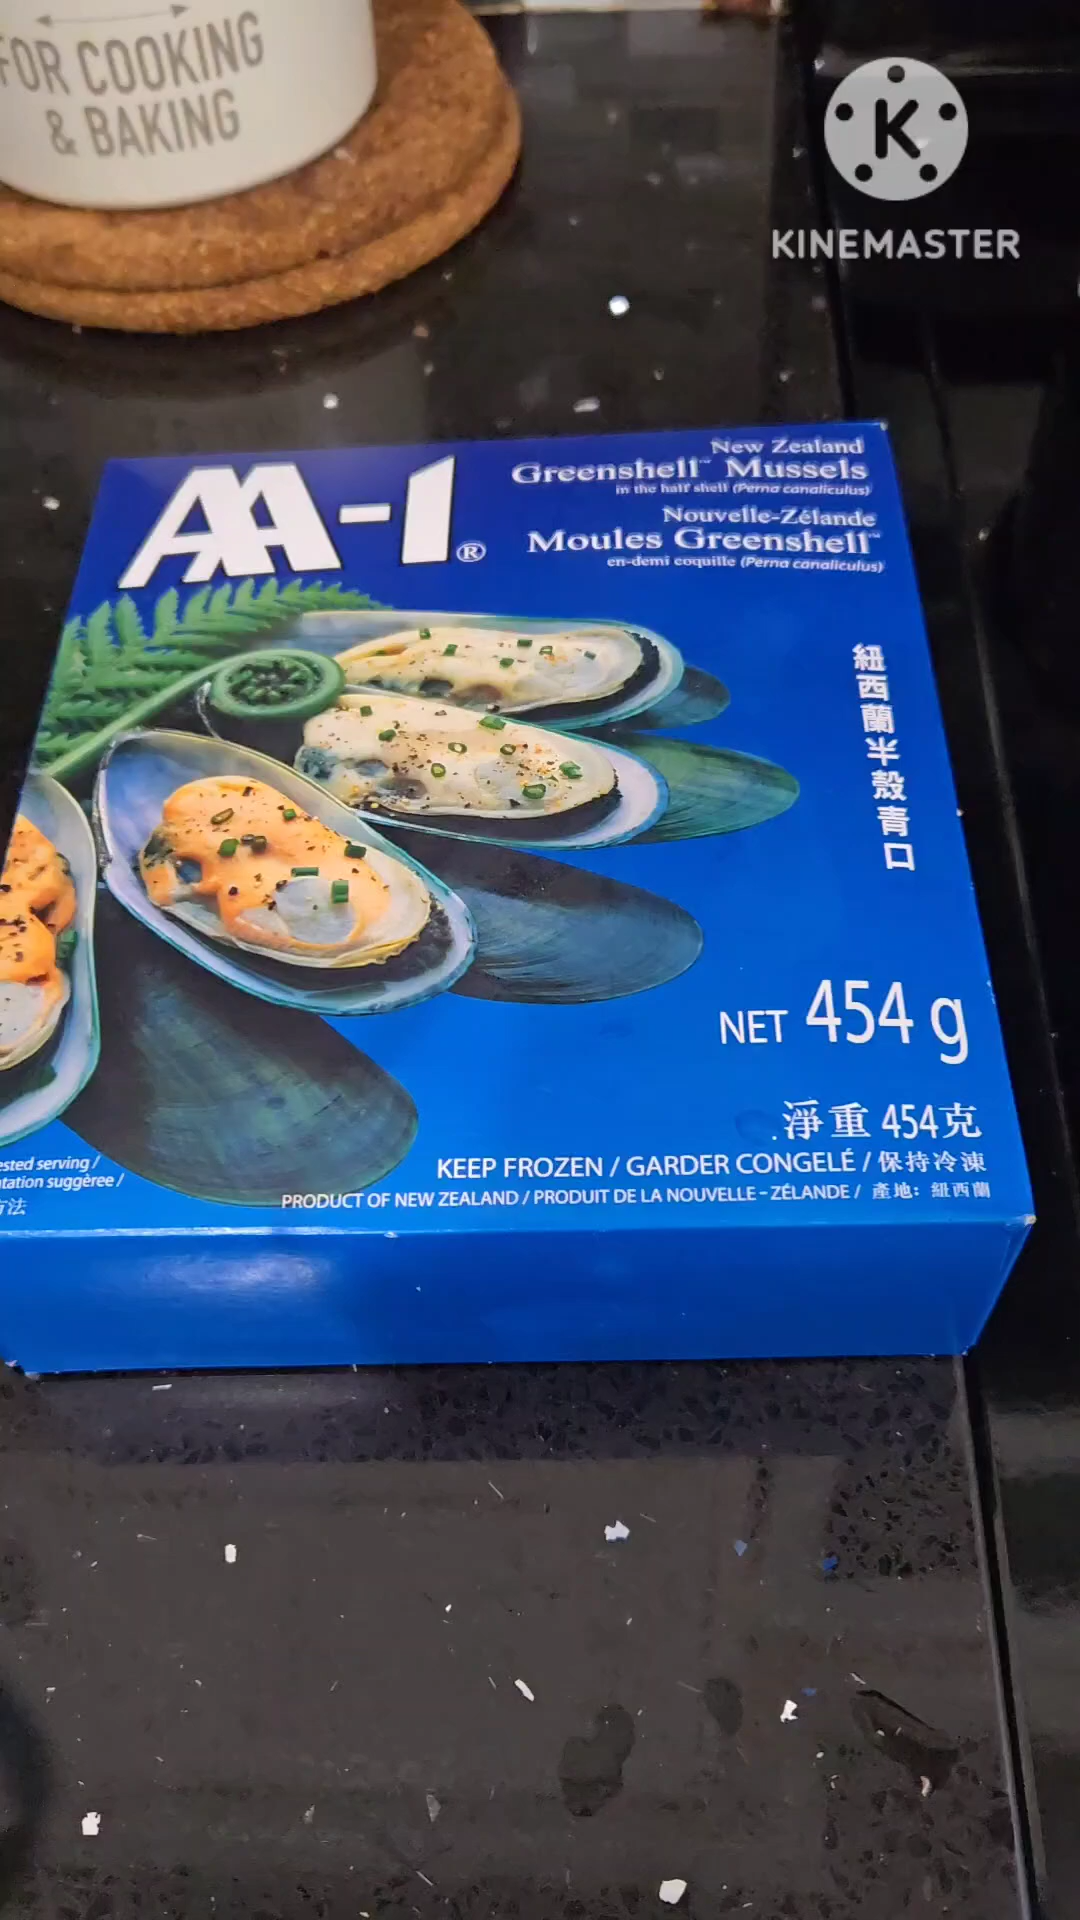 FOR COOKING
& BAKING
KINEMASTER
AA-1®
New Zealand
Greenshell™ Mussels
in the half shell (Perna canaliculus)
Nouvelle-Zélande
Moules Greenshell™
en-demi coquille (Perna canaliculus)
紐西蘭半殼青口
NET 454 g
淨重 454克
KEEP FROZEN / GARDER CONGELÉ / 保持冷凍
PRODUCT OF NEW ZEALAND / PRODUIT DE LA NOUVELLE-ZÉLANDE / 產地: 紐西蘭
serving /
suggèree /
法